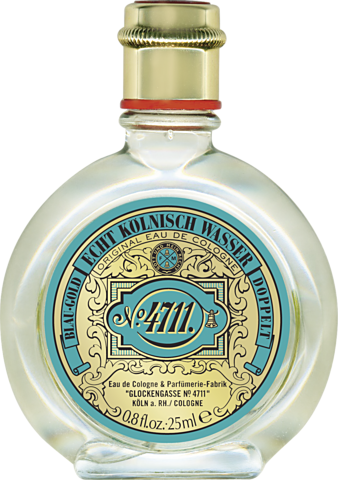 ECHT KÖLNISCH WASSER
BLAU-GOLD
DOPPELT
ORIGINAL EAU DE COLOGNE
No 4711.
Eau de Cologne & Parfümerie-Fabrik
"GLOCKENGASSE No 4711"
KÖLN a. RH./ COLOGNE
0.8 fl.oz.·25ml ℮